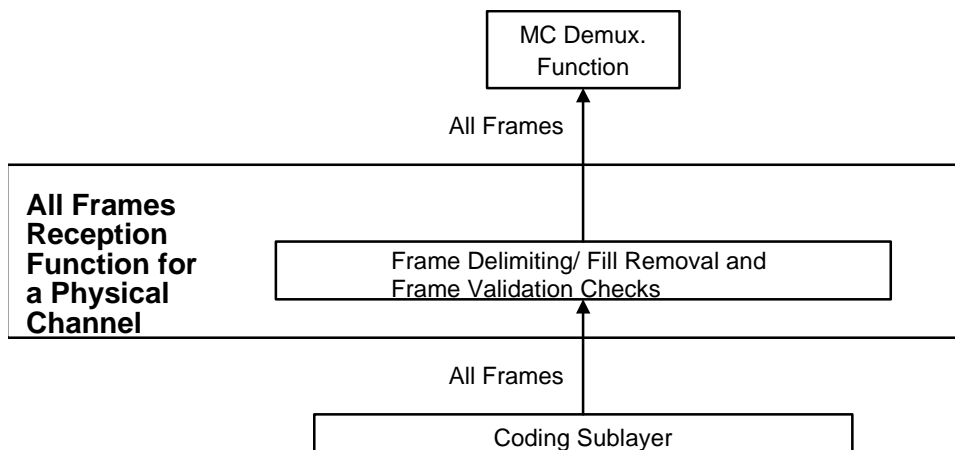 MC Demux.
Function
All Frames
All Frames
Reception
Function for
a Physical
Channel
Frame Delimiting/ Fill Removal and
Frame Validation Checks
All Frames
Coding Sublayer